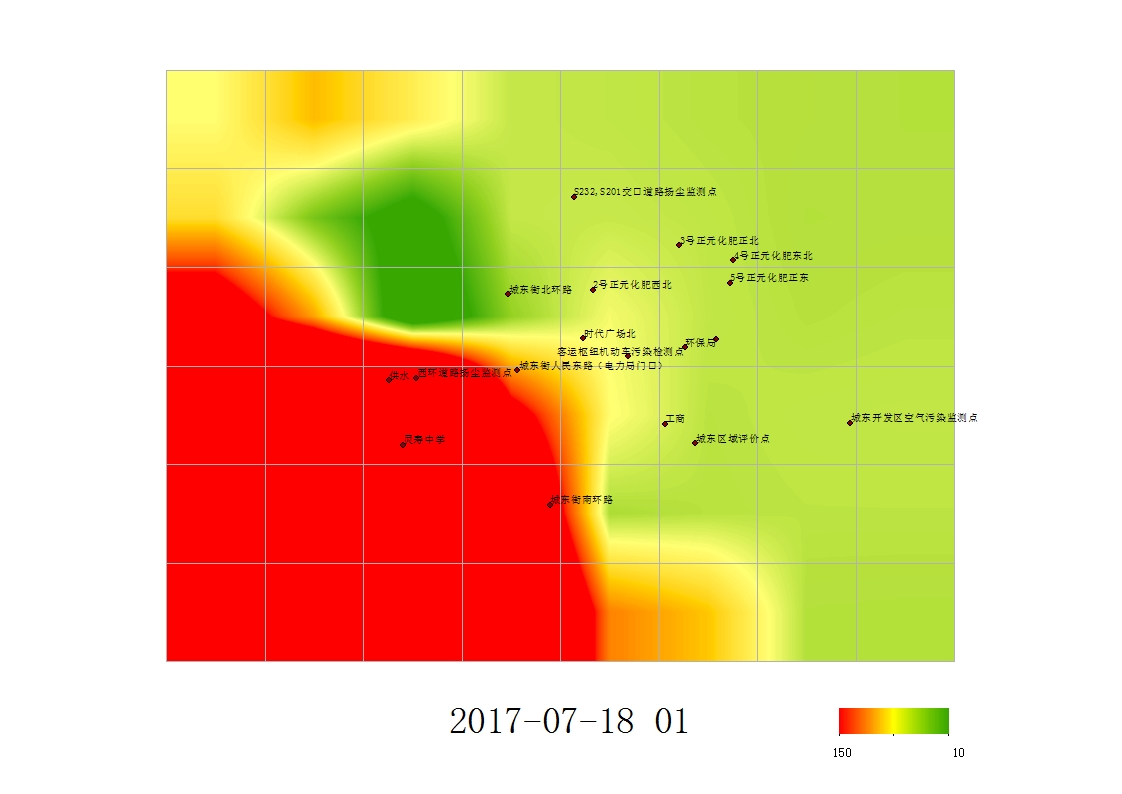 S232,S201交口道路扬尘监测点
3号正元化肥正北
4号正元化肥东北
5号正元化肥正东
2号正元化肥西北
城东街北环路
时代广场北
环保局
客运枢纽机动车污染检测点
城东街人民东路（电力局门口）
供水
西环道路扬尘监测点
工商
城东开发区空气污染监测点
城东区域评价点
灵寿中学
城东街南环路
2017-07-18 01
150
10